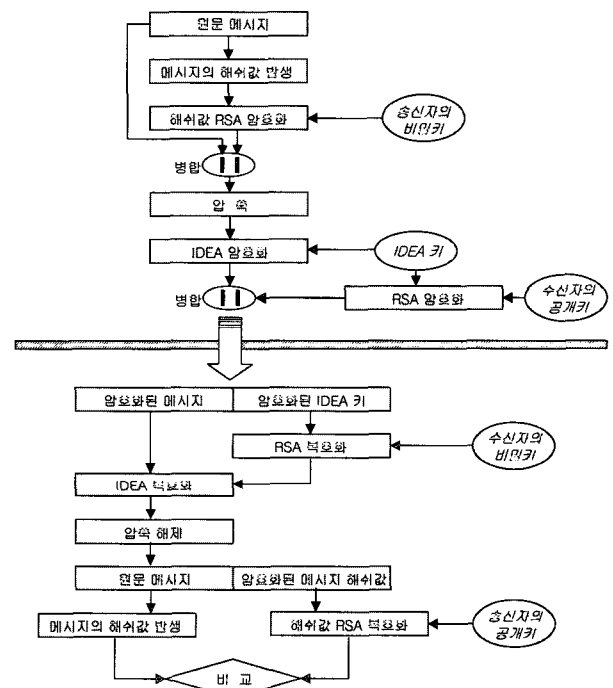 원문 메시지
메시지의 해쉬값 발생
해쉬값 RSA 암호화
송신자의
비밀키
병합
압 축
IDEA 암호화
IDEA 키
병합
RSA 암호화
수신자의
공개키
암호화된 메시지
암호화된 IDEA 키
RSA 복호화
수신자의
비밀키
IDEA 복호화
압축 해제
원문 메시지
암호화된 메시지 해쉬값
메시지의 해쉬값 발생
해쉬값 RSA 복호화
송신자의
공개키
비 교